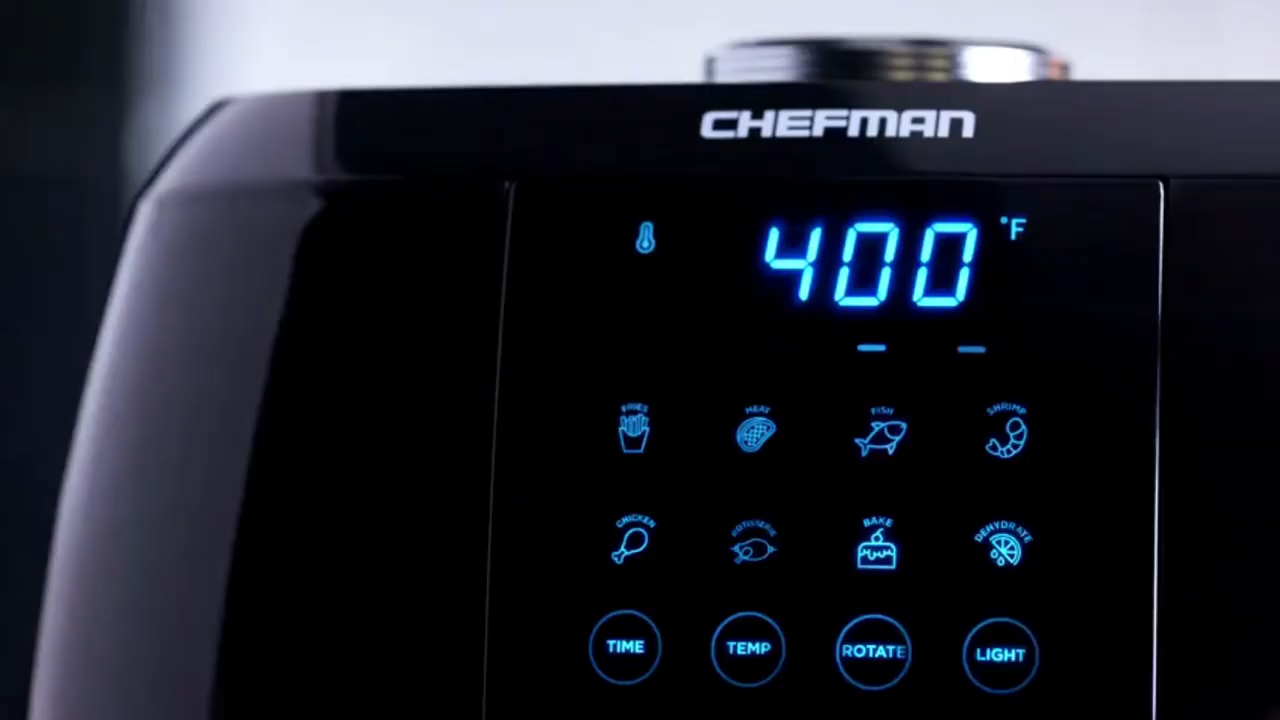 CHEFMAN
400 °F
FRIES MEAT FISH SHRIMP
CHICKEN ROTISSERIE BAKE DEHYDRATE
TIME TEMP ROTATE LIGHT